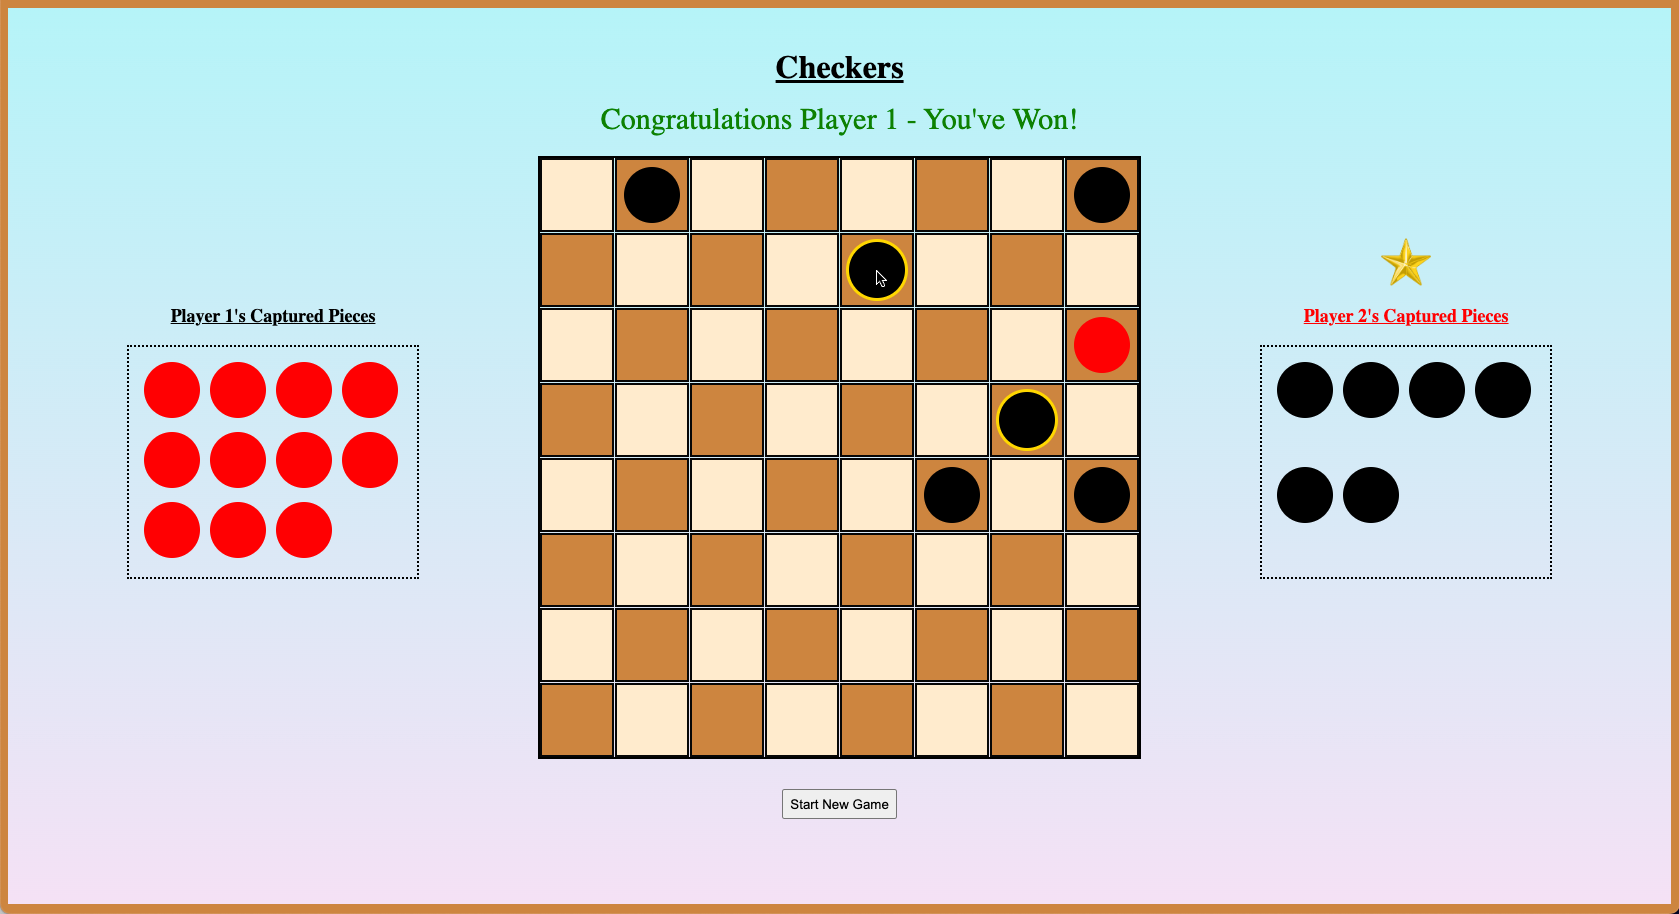 Checkers
Congratulations Player 1 - You've Won!
Player 1's Captured Pieces
Player 2's Captured Pieces
Start New Game